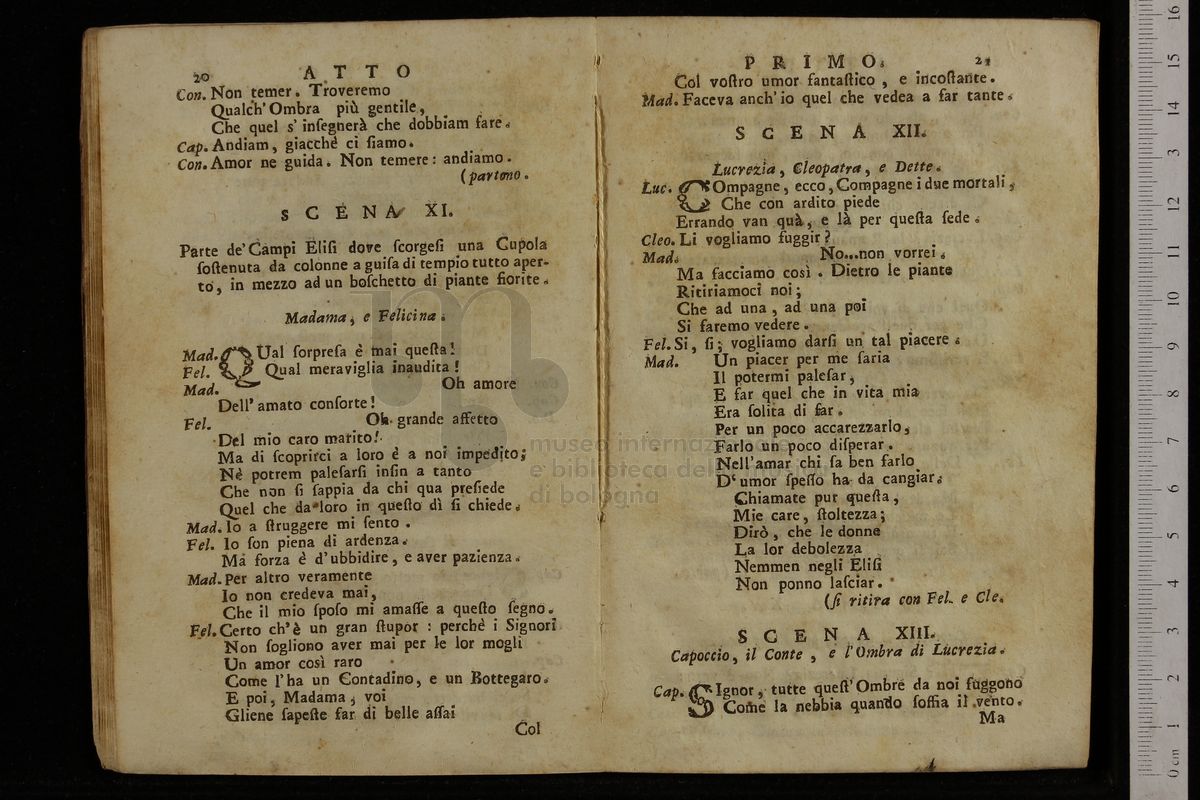 20 ATTO
Con. Non temer. Troveremo
Qualch' Ombra più gentile,
Che quel s' inſegnerà che dobbiam fare.
Cap. Andiam, giacchè ci ſiamo.
Con. Amor ne guida. Non temere: andiamo.
(partono.
SCENA XI.
Parte de' Campi Eliſi dove ſcorgeſi una Cupola
ſoſtenuta da colonne a guiſa di tempio tutto aper-
to, in mezzo ad un boſchetto di piante fiorite.
Madama, e Felicina.
Mad. QUal ſorpreſa è mai queſta!
Fel. Qual meraviglia inaudita!
Mad. Oh amore
Dell' amato conſorte!
Fel. Oh grande affetto
Del mio caro marito!
Ma di ſcoprirci a loro è a noi impedito;
Nè potrem paleſarſi inſin a tanto
Che non ſi ſappia da chi qua preſiede
Quel che da loro in queſto dì ſi chiede.
Mad. Io a ſtruggere mi ſento.
Fel. Io ſon piena di ardenza.
Ma forza è d' ubbidire, e aver pazienza.
Mad. Per altro veramente
Io non credeva mai,
Che il mio ſpoſo mi amaſſe a queſto ſegno.
Fel. Certo ch' è un gran ſtupor: perchè i Signori
Non ſogliono aver mai per le lor mogli
Un amor così raro
Come l' ha un Contadino, e un Bottegaro.
E poi, Madama, voi
Gliene ſapeſte far di belle aſſai
Col
PRIMO. 21
Col voſtro umor fantaſtico, e incoſtante.
Mad. Faceva anch' io quel che vedea a far tante.
SCENA XII.
Lucrezia, Cleopatra, e Dette.
Luc. COmpagne, ecco, Compagne i due mortali,
Che con ardito piede
Errando van quà, e là per queſta ſede.
Cleo. Li vogliamo fuggir?
Mad. No...non vorrei.
Ma facciamo così. Dietro le piante
Ritiriamoci noi;
Che ad una, ad una poi
Si faremo vedere.
Fel. Si, ſi; vogliamo darſi un tal piacere.
Mad. Un piacer per me ſaria
Il potermi paleſar,
E far quel che in vita mia
Era ſolita di far.
Per un poco accarezzarlo,
Farlo un poco diſperar.
Nell' amar chi fa ben farlo
D' umor ſpeſſo ha da cangiar.
Chiamate pur queſta,
Mie care, ſtoltezza;
Dirò, che le donne
La lor debolezza
Nemmen negli Eliſi
Non ponno laſciar.
(ſi ritira con Fel. e Cle.
SCENA XIII.
Capoccio, il Conte, e l'Ombra di Lucrezia.
Cap. SIgnor, tutte queſt' Ombre da noi fuggono
Come la nebbia quando ſoffia il vento.
Ma
museo internazionale
e biblioteca della musica
di bologna